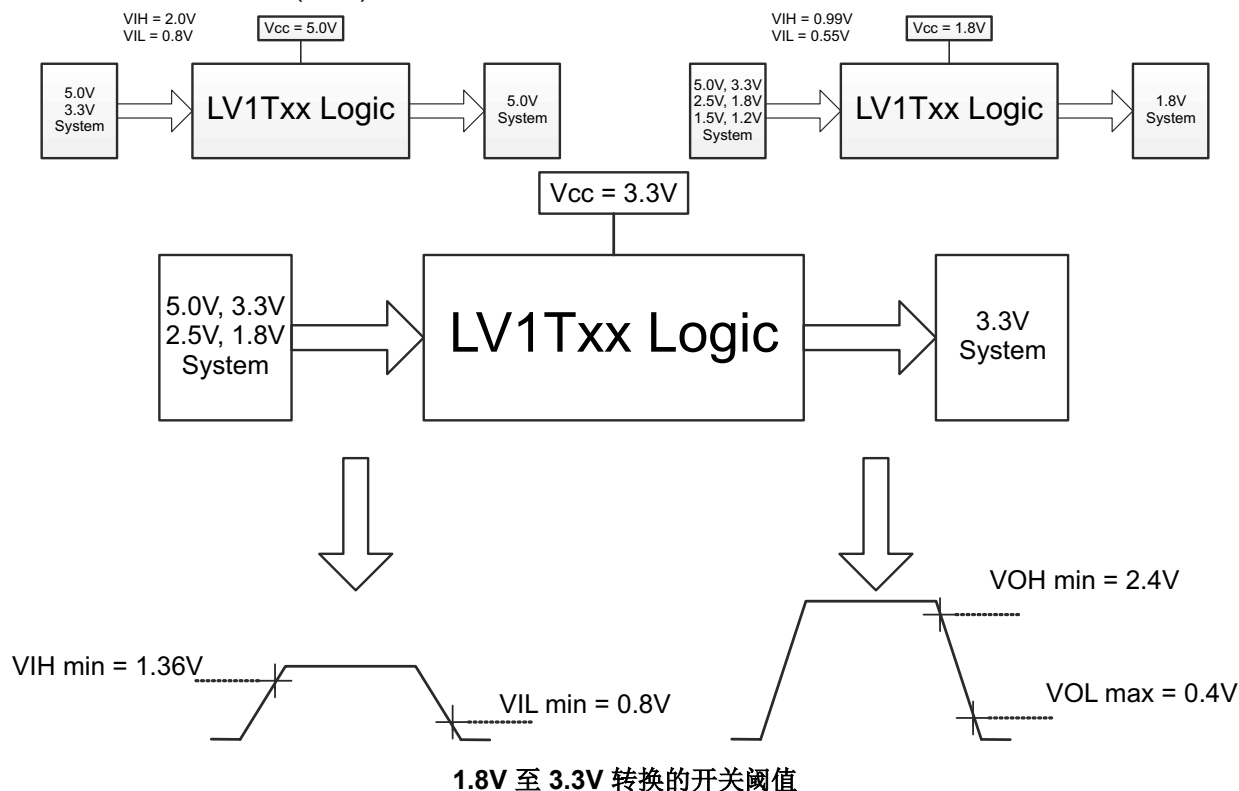 VIH = 2.0V
VIL = 0.8V
Vcc = 5.0V
5.0V
3.3V
System
LV1Txx Logic
5.0V
System
VIH = 0.99V
VIL = 0.55V
Vcc = 1.8V
5.0V, 3.3V
2.5V, 1.8V
1.5V, 1.2V
System
LV1Txx Logic
1.8V
System
Vcc = 3.3V
5.0V, 3.3V
2.5V, 1.8V
System
LV1Txx Logic
3.3V
System
VIH min = 1.36V
VIL min = 0.8V
VOH min = 2.4V
VOL max = 0.4V
1.8V 至 3.3V 转换的开关阈值